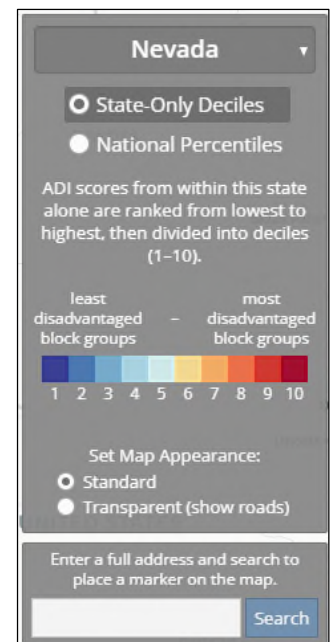 Nevada
State-Only Deciles
National Percentiles
ADI scores from within this state
alone are ranked from lowest to
highest, then divided into deciles
(1–10).
least
disadvantaged
block groups
–
most
disadvantaged
block groups
1 2 3 4 5 6 7 8 9 10
Set Map Appearance:
Standard
Transparent (show roads)
Enter a full address and search to
place a marker on the map.
Search